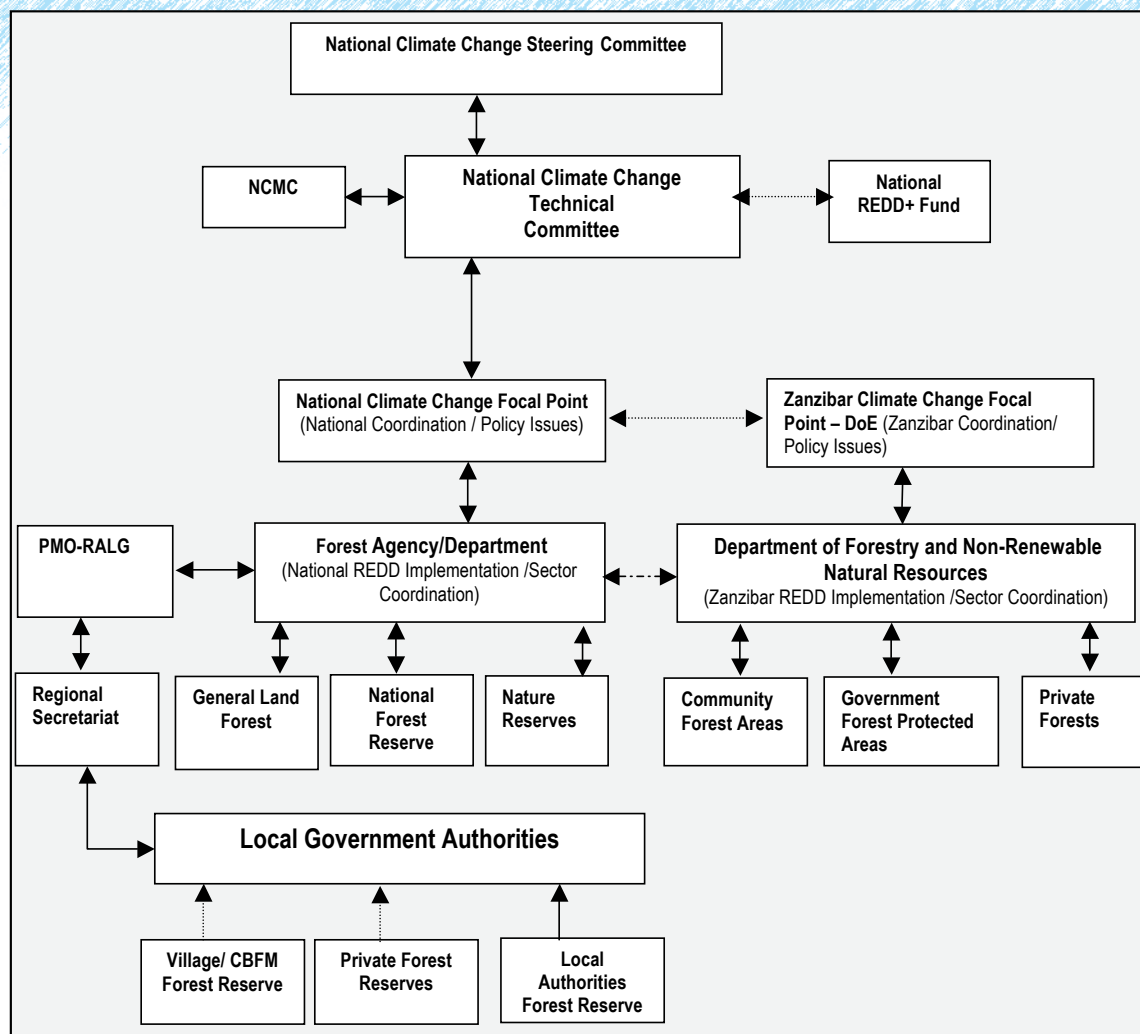 National Climate Change Steering Committee
NCMC
National Climate Change
Technical
Committee
National
REDD+ Fund
National Climate Change Focal Point
(National Coordination / Policy Issues)
Zanzibar Climate Change Focal
Point – DoE (Zanzibar Coordination/
Policy Issues)
PMO-RALG
Forest Agency/Department
(National REDD Implementation /Sector
Coordination)
Department of Forestry and Non-Renewable
Natural Resources
(Zanzibar REDD Implementation /Sector Coordination)
Regional
Secretariat
General Land
Forest
National
Forest
Reserve
Nature
Reserves
Community
Forest Areas
Government
Forest Protected
Areas
Private
Forests
Local Government Authorities
Village/ CBFM
Forest Reserve
Private Forest
Reserves
Local
Authorities
Forest Reserve